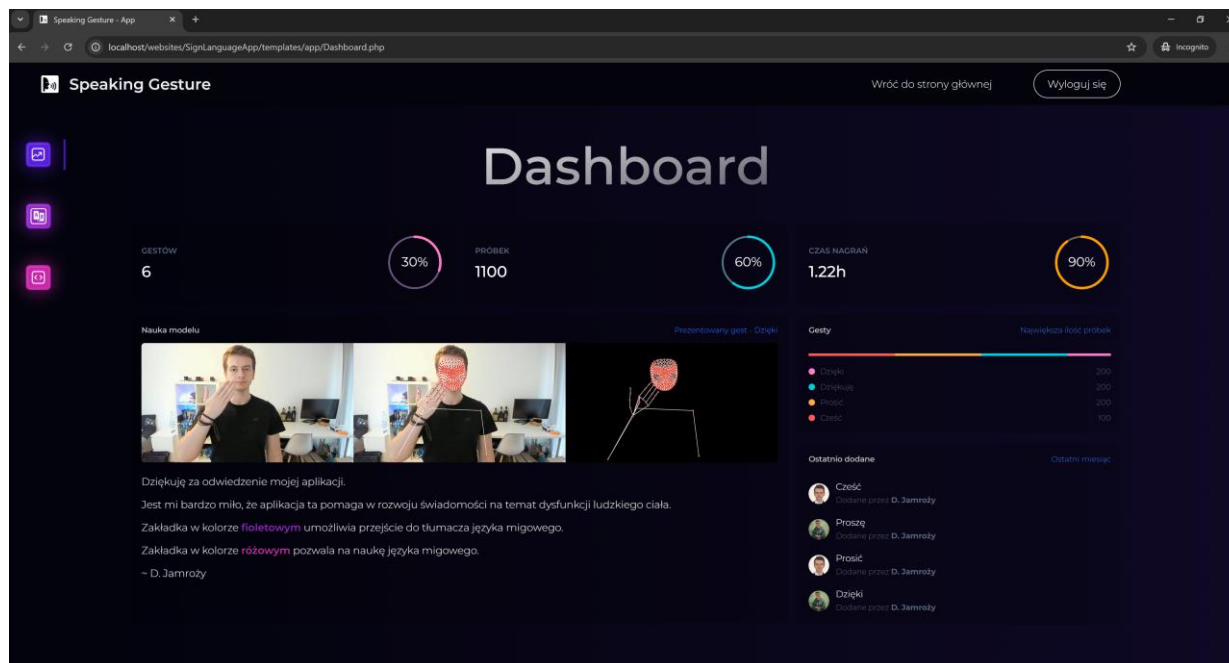 Speaking Gesture - App
localhost/websites/SignLanguageApp/templates/app/Dashboard.php
Incognito
Speaking Gesture
Wróć do strony głównej
Wyloguj się
Dashboard
GESTÓW
6
30%
PRÓBEK
1100
60%
CZAS NAGRAŃ
1.22h
90%
Nauka modelu
Prezentowany gest - Dzięki
Dziękuję za odwiedzenie mojej aplikacji.
Jest mi bardzo miło, że aplikacja ta pomaga w rozwoju świadomości na temat dysfunkcji ludzkiego ciała.
Zakładka w kolorze fioletowym umożliwia przejście do tłumacza języka migowego.
Zakładka w kolorze różowym pozwala na naukę języka migowego.
~ D. Jamroży
Gesty
Największa ilość próbek
Dzięki 200
Dziękuję 200
Prosić 200
Cześć 100
Ostatnio dodane
Ostatni miesiąc
Cześć
Dodane przez D. Jamroży
Proszę
Dodane przez D. Jamroży
Prosić
Dodane przez D. Jamroży
Dzięki
Dodane przez D. Jamroży